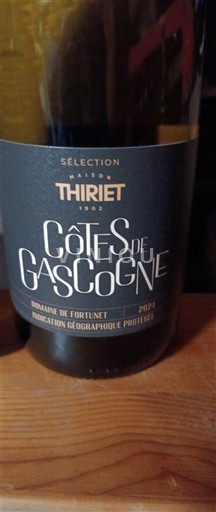 SÉLECTION
MAISON
THIRIET
1902
CÔTES DE
GASCOGNE
DOMAINE DE FORTUNET 2024
INDICATION GÉOGRAPHIQUE PROTÉGÉE